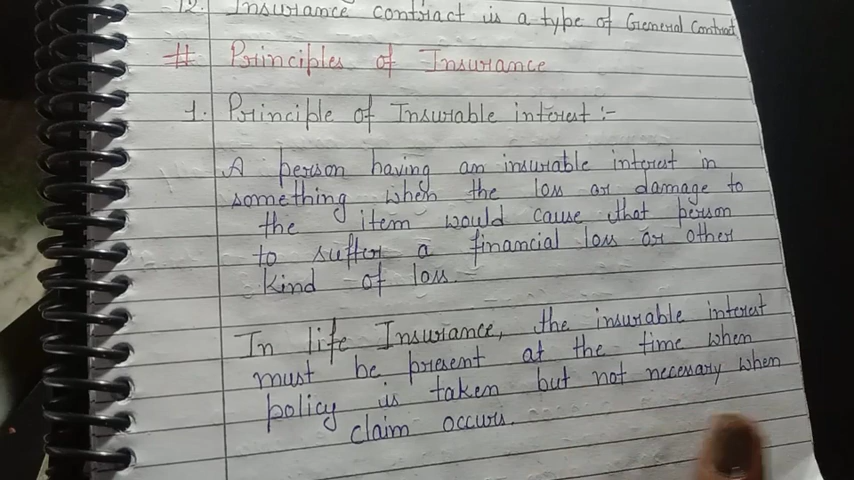 12. Insurance contract is a type of General Contract
# Principles of Insurance
1. Principle of Insurable interest :-
A person having an insurable interest in
something when the loss or damage to
the item would cause that person
to suffer a financial loss or other
kind of loss.
In life Insurance, the insurable interest
must be present at the time when
policy is taken but not necessary when
claim occurs.